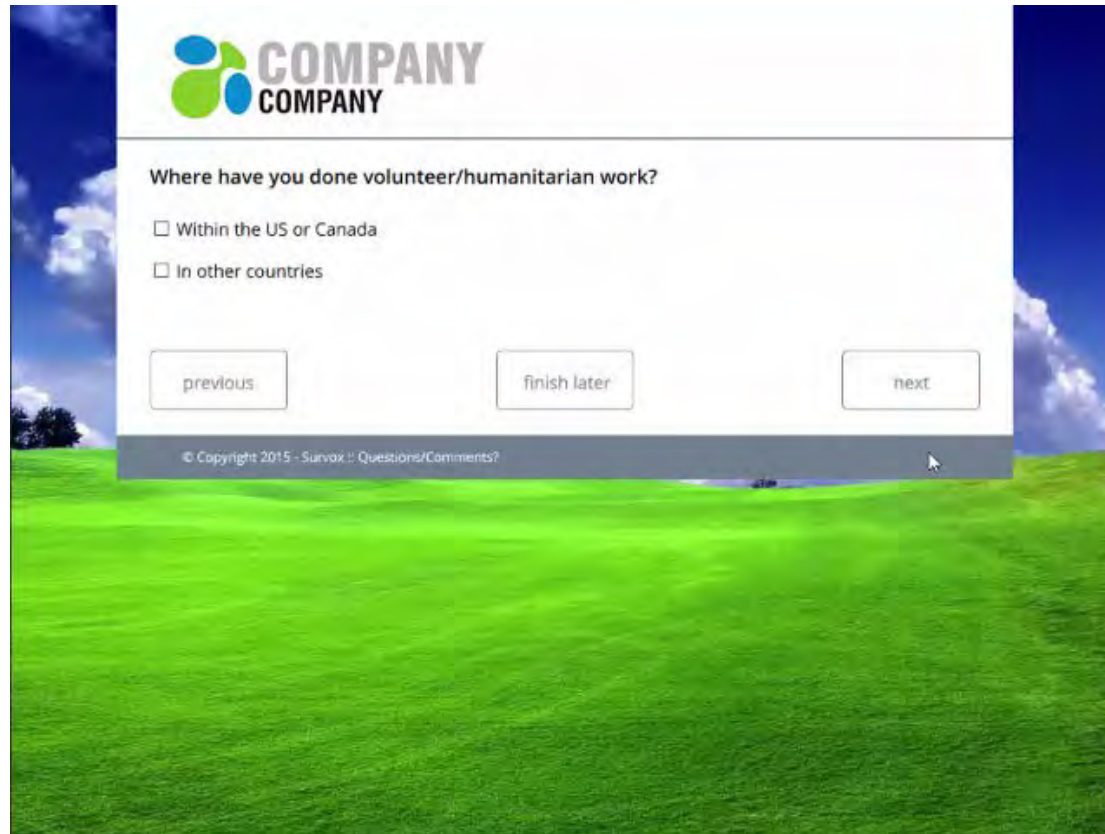 COMPANY
COMPANY
Where have you done volunteer/humanitarian work?
Within the US or Canada
In other countries
previous
finish later
next
© Copyright 2015 - Survox :: Questions/Comments?